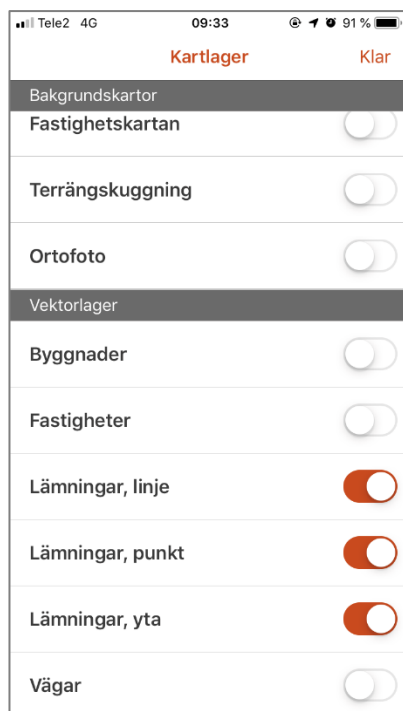 Tele2 4G 09:33 91 %
Kartlager Klar
Bakgrundskartor
Fastighetskartan
Terrängskuggning
Ortofoto
Vektorlager
Byggnader
Fastigheter
Lämningar, linje
Lämningar, punkt
Lämningar, yta
Vägar